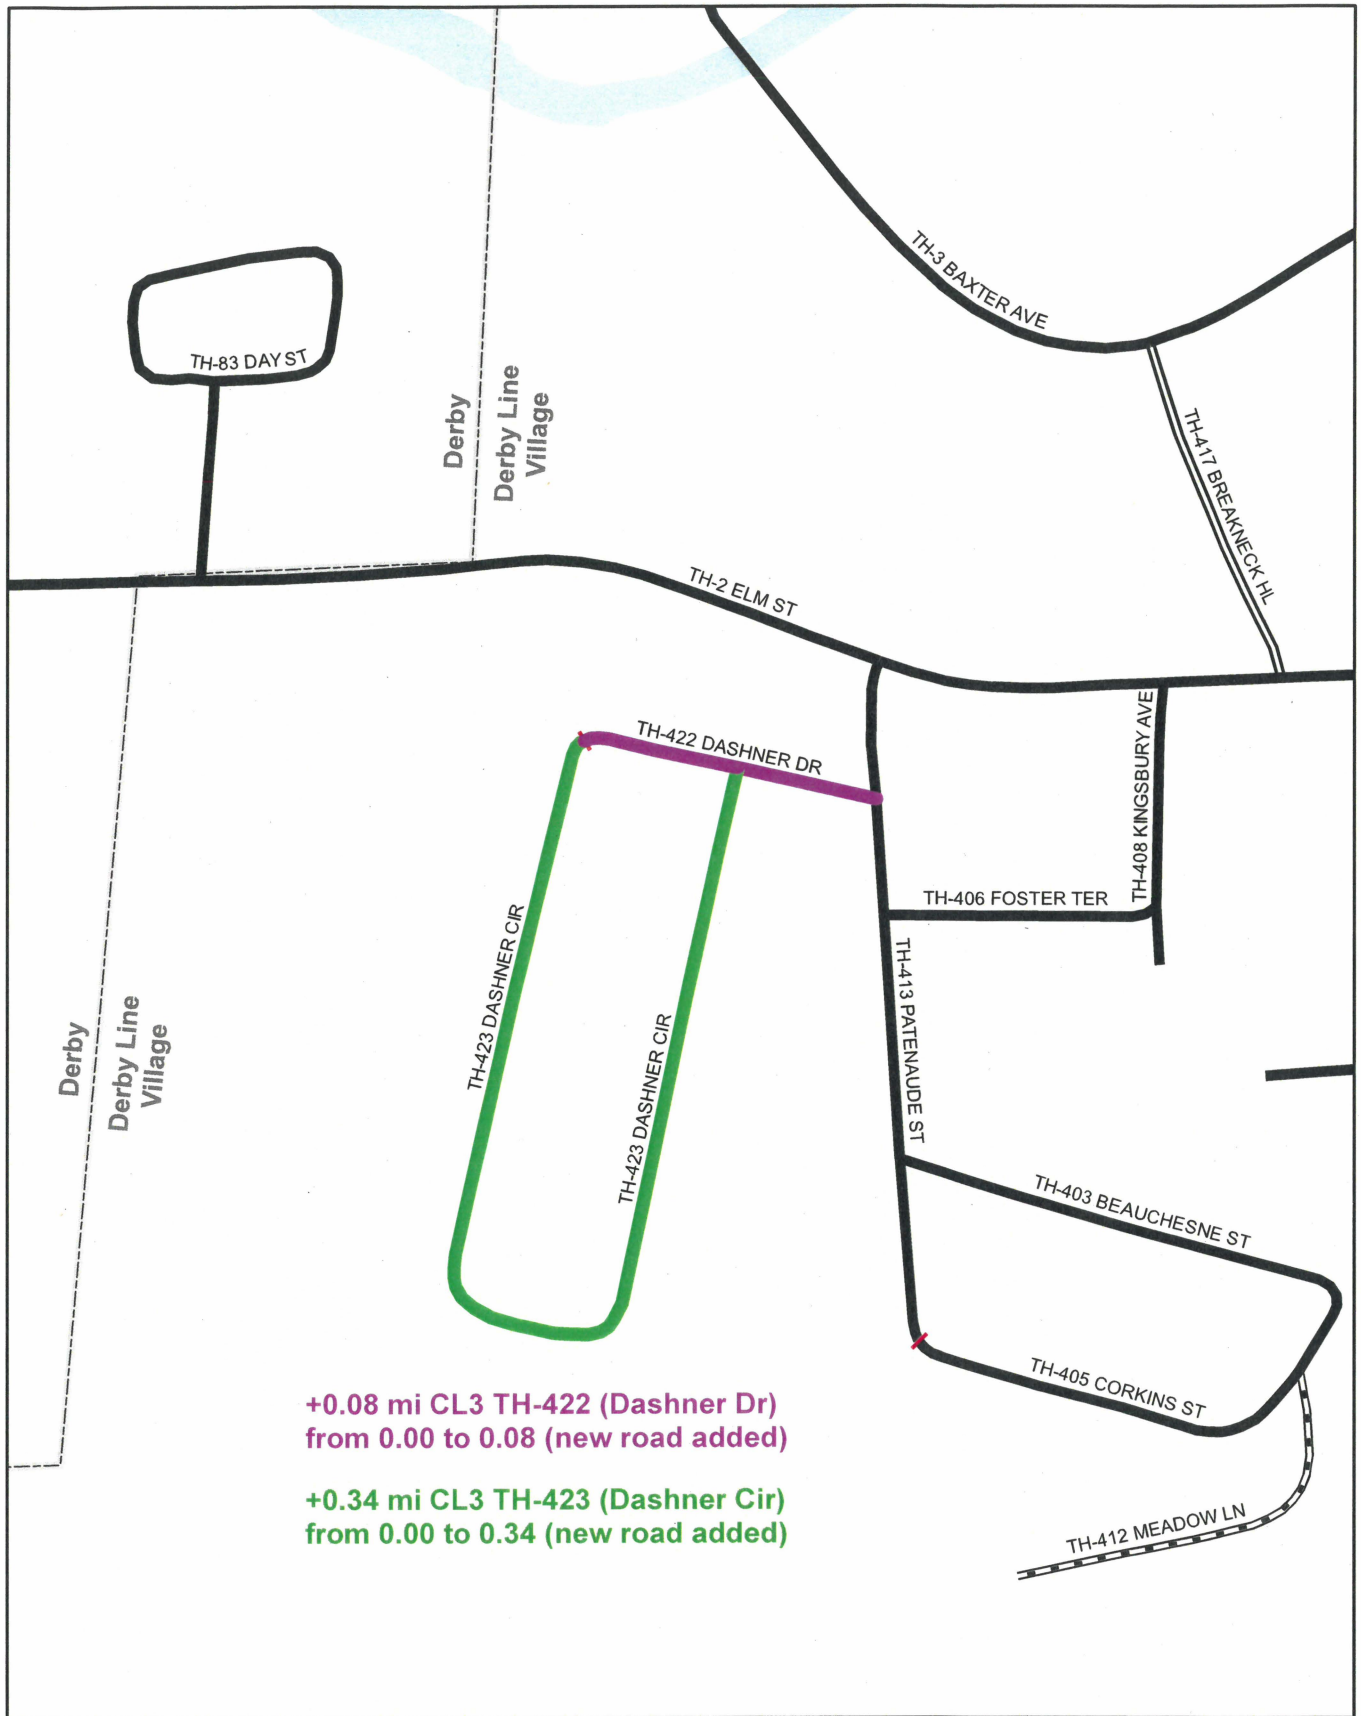 TH-3 BAXTER AVE
TH-83 DAY ST
Derby
Derby Line
Village
TH-417 BREAKNECK HL
TH-2 ELM ST
TH-422 DASHNER DR
TH-408 KINGSBURY AVE
TH-406 FOSTER TER
TH-423 DASHNER CIR
TH-413 PATENAUDE ST
TH-423 DASHNER CIR
Derby
Derby Line
Village
TH-403 BEAUCHESNE ST
TH-405 CORKINS ST
+0.08 mi CL3 TH-422 (Dashner Dr)
from 0.00 to 0.08 (new road added)
+0.34 mi CL3 TH-423 (Dashner Cir)
from 0.00 to 0.34 (new road added)
TH-412 MEADOW LN